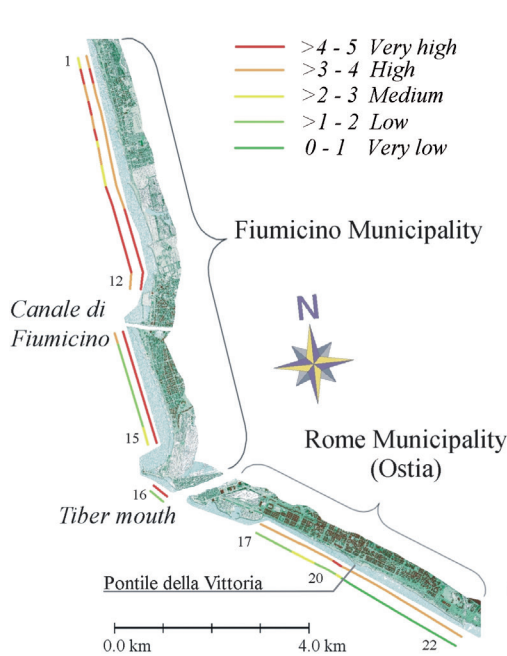 1
>4 - 5 Very high
>3 - 4 High
>2 - 3 Medium
>1 - 2 Low
0 - 1 Very low
Fiumicino Municipality
12
Canale di
Fiumicino
N
15
Rome Municipality
(Ostia)
16
Tiber mouth
17
Pontile della Vittoria
20
22
0.0 km
4.0 km